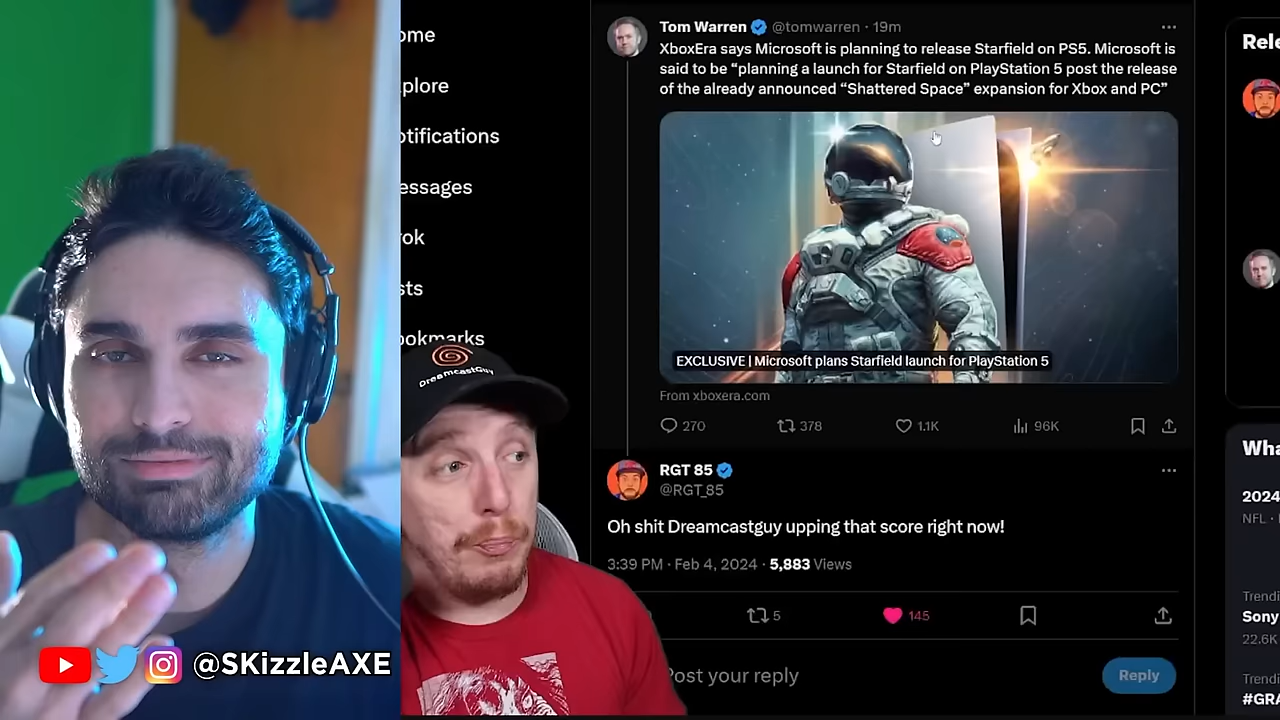 ome
plore
otifications
essages
rok
sts
ookmarks
Tom Warren @tomwarren · 19m
XboxEra says Microsoft is planning to release Starfield on PS5. Microsoft is
said to be “planning a launch for Starfield on PlayStation 5 post the release
of the already announced “Shattered Space” expansion for Xbox and PC”
EXCLUSIVE | Microsoft plans Starfield launch for PlayStation 5
From xboxera.com
270 378 1.1K 96K
RGT 85
@RGT_85
Oh shit Dreamcastguy upping that score right now!
3:39 PM · Feb 4, 2024 · 5,883 Views
5 145
Post your reply
Reply
DreamcastGuy
@SKizzleAXE
Rele
Wha
2024
NFL ·
Trendi
Sony
22.6K
Trendi
#GRA